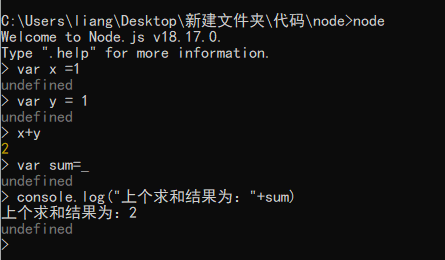 C:\Users\liang\Desktop\新建文件夹\代码\node>node
Welcome to Node.js v18.17.0.
Type ".help" for more information.
> var x =1
undefined
> var y = 1
undefined
> x+y
2
> var sum=_
undefined
> console.log("上个求和结果为："+sum)
上个求和结果为：2
undefined
>